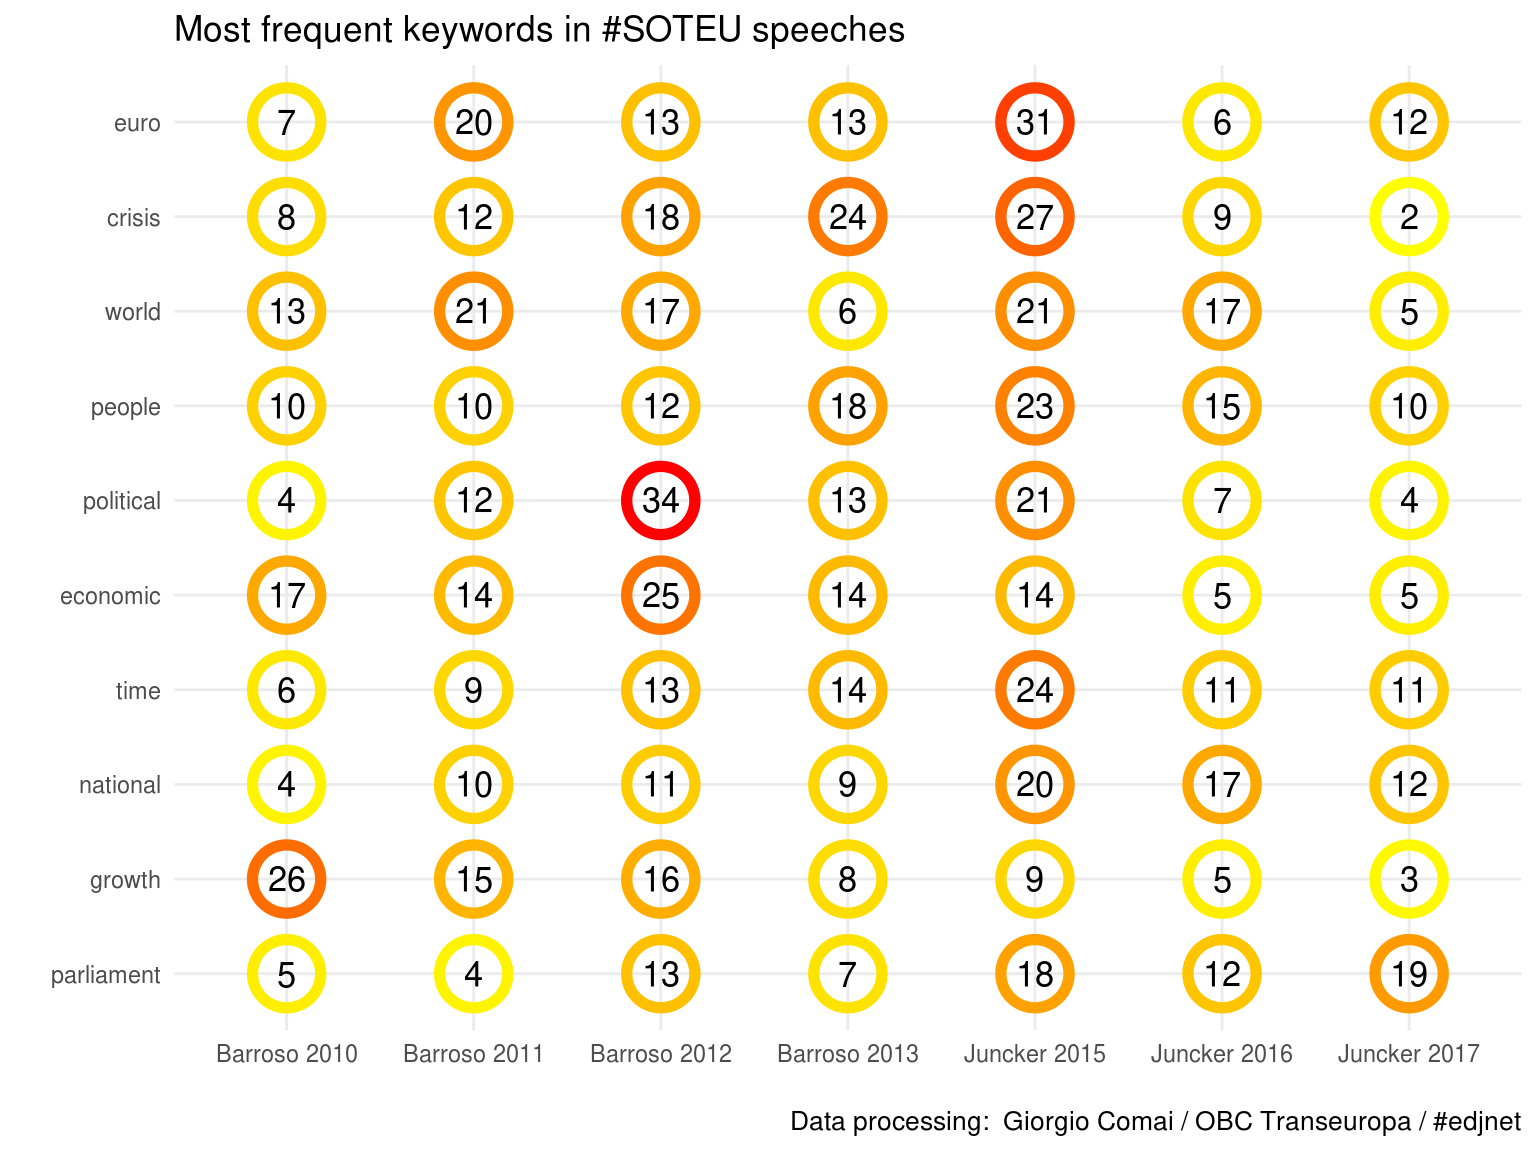 Most frequent keywords in #SOTEU speeches
euro 7 20 13 13 31 6 12
crisis 8 12 18 24 27 9 2
world 13 21 17 6 21 17 5
people 10 10 12 18 23 15 10
political 4 12 34 13 21 7 4
economic 17 14 25 14 14 5 5
time 6 9 13 14 24 11 11
national 4 10 11 9 20 17 12
growth 26 15 16 8 9 5 3
parliament 5 4 13 7 18 12 19
Barroso 2010 Barroso 2011 Barroso 2012 Barroso 2013 Juncker 2015 Juncker 2016 Juncker 2017
Data processing: Giorgio Comai / OBC Transeuropa / #edjnet